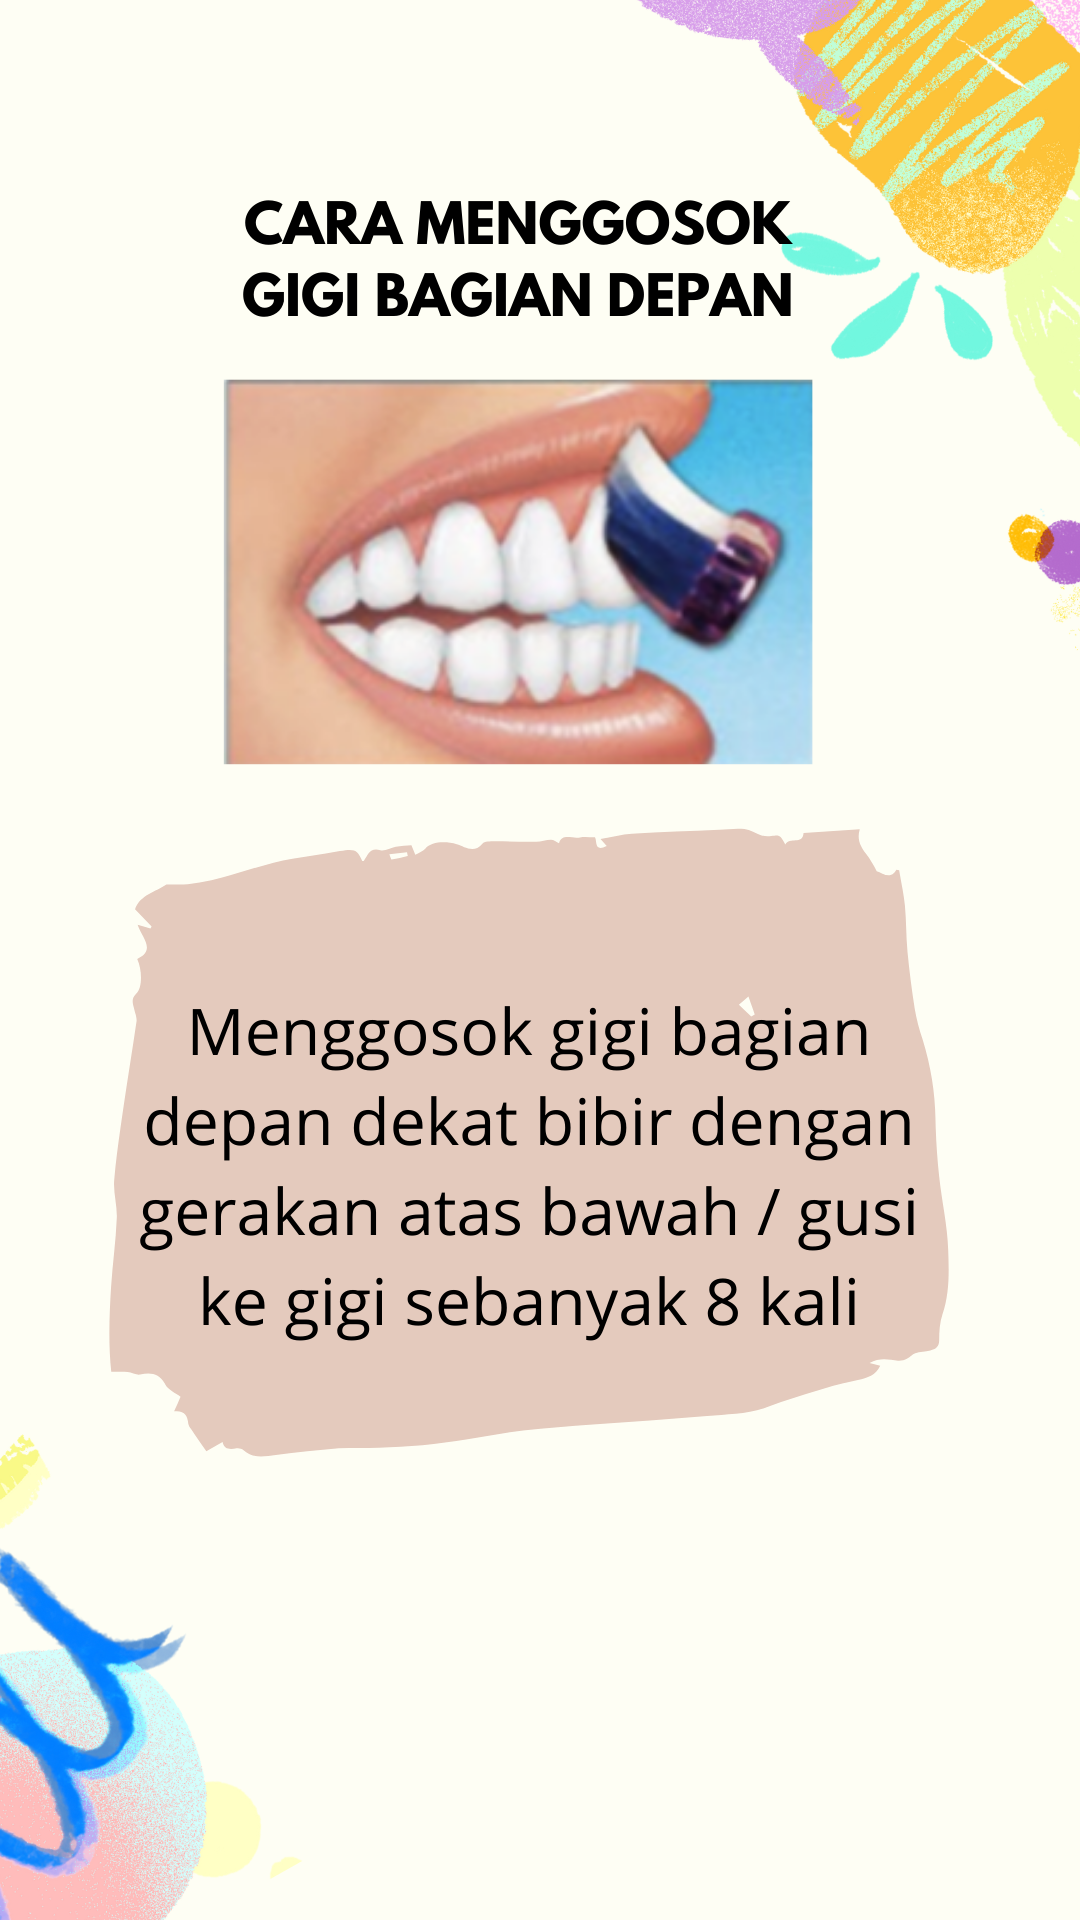 CARA MENGGOSOK
GIGI BAGIAN DEPAN
Menggosok gigi bagian
depan dekat bibir dengan
gerakan atas bawah / gusi
ke gigi sebanyak 8 kali